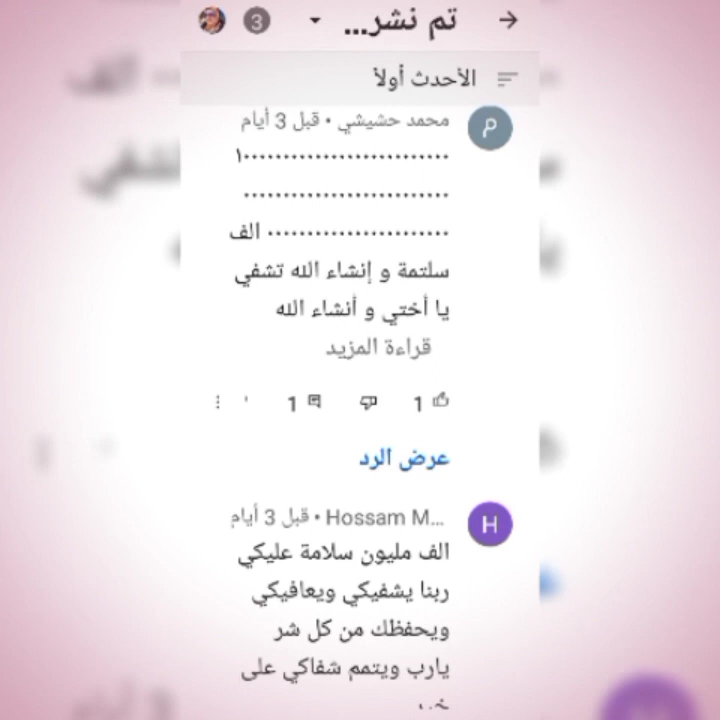 تم نشر...
3
الأحدث أولاً
محمد حشيشي • قبل 3 أيام
١..........................
..........................
....................... الف
سلتمة و إنشاء الله تشفي
يا أختي و أنشاء الله
قراءة المزيد
1 1
عرض الرد
Hossam M... • قبل 3 أيام
H
الف مليون سلامة عليكي
ربنا يشفيكي ويعافيكي
ويحفظك من كل شر
يارب ويتمم شفاكي على